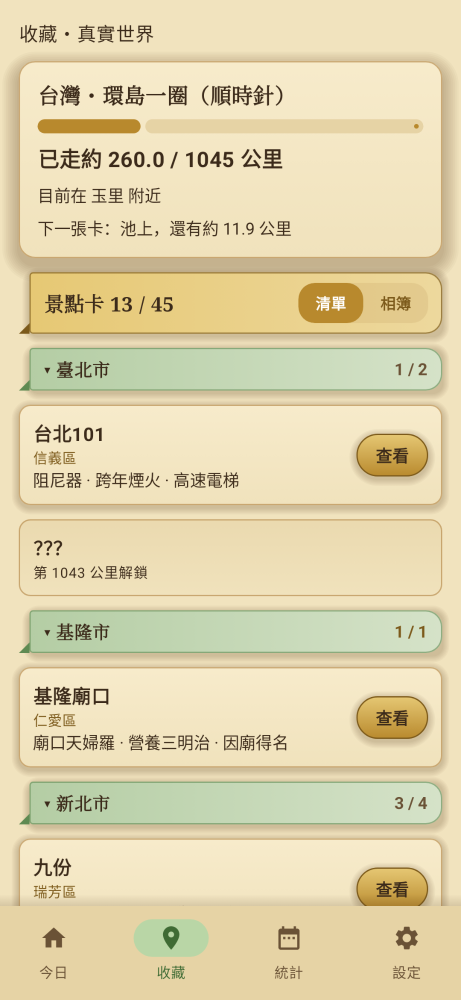 收藏・真實世界
台灣・環島一圈（順時針）
已走約 260.0 / 1045 公里
目前在 玉里 附近
下一張卡：池上，還有約 11.9 公里
景點卡 13 / 45
清單
相簿
▾ 臺北市
1 / 2
台北101
信義區
阻尼器 · 跨年煙火 · 高速電梯
查看
???
第 1043 公里解鎖
▾ 基隆市
1 / 1
基隆廟口
仁愛區
廟口天婦羅 · 營養三明治 · 因廟得名
查看
▾ 新北市
3 / 4
九份
瑞芳區
查看
今日
收藏
統計
設定